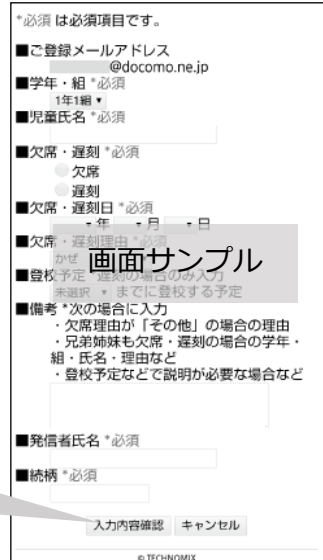 *必須 は必須項目です。
■ご登録メールアドレス
@docomo.ne.jp
■学年・組 *必須
1年1組▼
■児童氏名 *必須
■欠席・遅刻 *必須
欠席
遅刻
■欠席・遅刻日 *必須
年 月 日
■欠席・遅刻理由 *必須
かぜ
画面サンプル
■登校予定 *遅刻の場合のみ入力
未選択 までに登校する予定
■備考 *次の場合に入力
・欠席理由が「その他」の場合の理由
・兄弟姉妹も欠席・遅刻の場合の学年・
組・氏名・理由など
・登校予定などで説明が必要な場合など
■発信者氏名 *必須
■続柄 *必須
入力内容確認 キャンセル
© TECHNOMIX